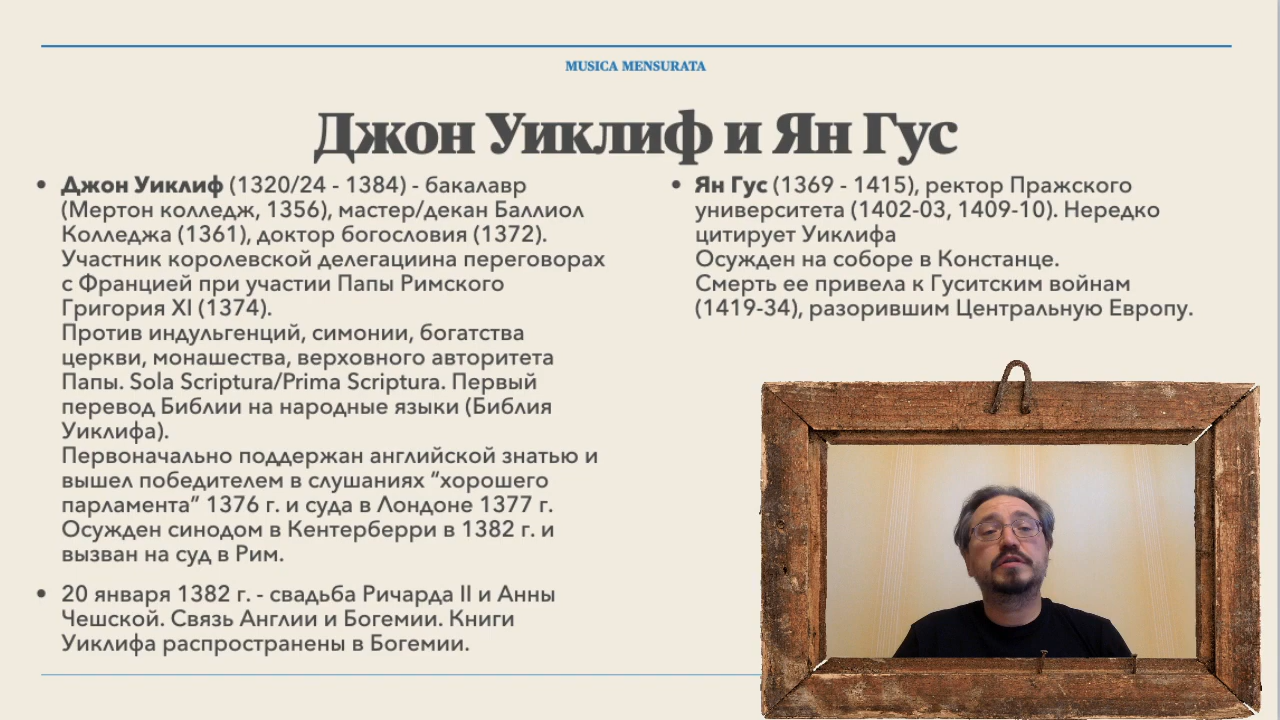 MUSICA MENSURATA
Джон Уиклиф и Ян Гус
• Джон Уиклиф (1320/24 - 1384) - бакалавр
(Мертон колледж, 1356), мастер/декан Баллиол
Колледжа (1361), доктор богословия (1372).
Участник королевской делегациина переговорах
с Францией при участии Папы Римского
Григория XI (1374).
Против индульгенций, симонии, богатства
церкви, монашества, верховного авторитета
Папы. Sola Scriptura/Prima Scriptura. Первый
перевод Библии на народные языки (Библия
Уиклифа).
Первоначально поддержан английской знатью и
вышел победителем в слушаниях “хорошего
парламента” 1376 г. и суда в Лондоне 1377 г.
Осужден синодом в Кентерберри в 1382 г. и
вызван на суд в Рим.
• 20 января 1382 г. - свадьба Ричарда II и Анны
Чешской. Связь Англии и Богемии. Книги
Уиклифа распространены в Богемии.
• Ян Гус (1369 - 1415), ректор Пражского
университета (1402-03, 1409-10). Нередко
цитирует Уиклифа
Осужден на соборе в Констанце.
Смерть ее привела к Гуситским войнам
(1419-34), разорившим Центральную Европу.